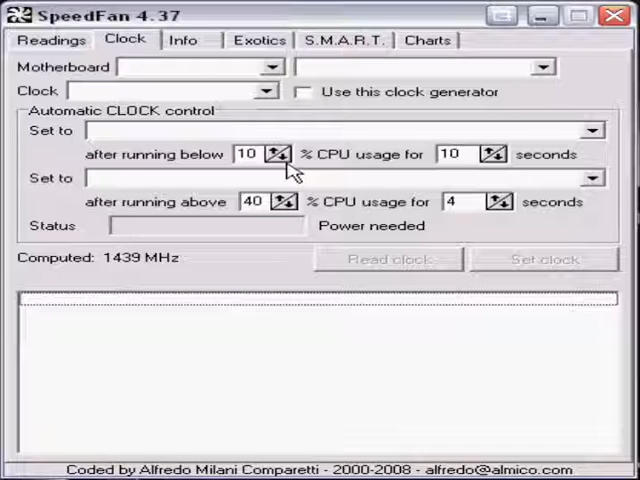 SpeedFan 4.37
Readings Clock Info Exotics S.M.A.R.T. Charts
Motherboard
Clock Use this clock generator
Automatic CLOCK control
Set to
after running below 10 % CPU usage for 10 seconds
Set to
after running above 40 % CPU usage for 4 seconds
Status Power needed
Computed: 1439 MHz Read clock Set clock
Coded by Alfredo Milani Comparetti - 2000-2008 - alfredo@almico.com